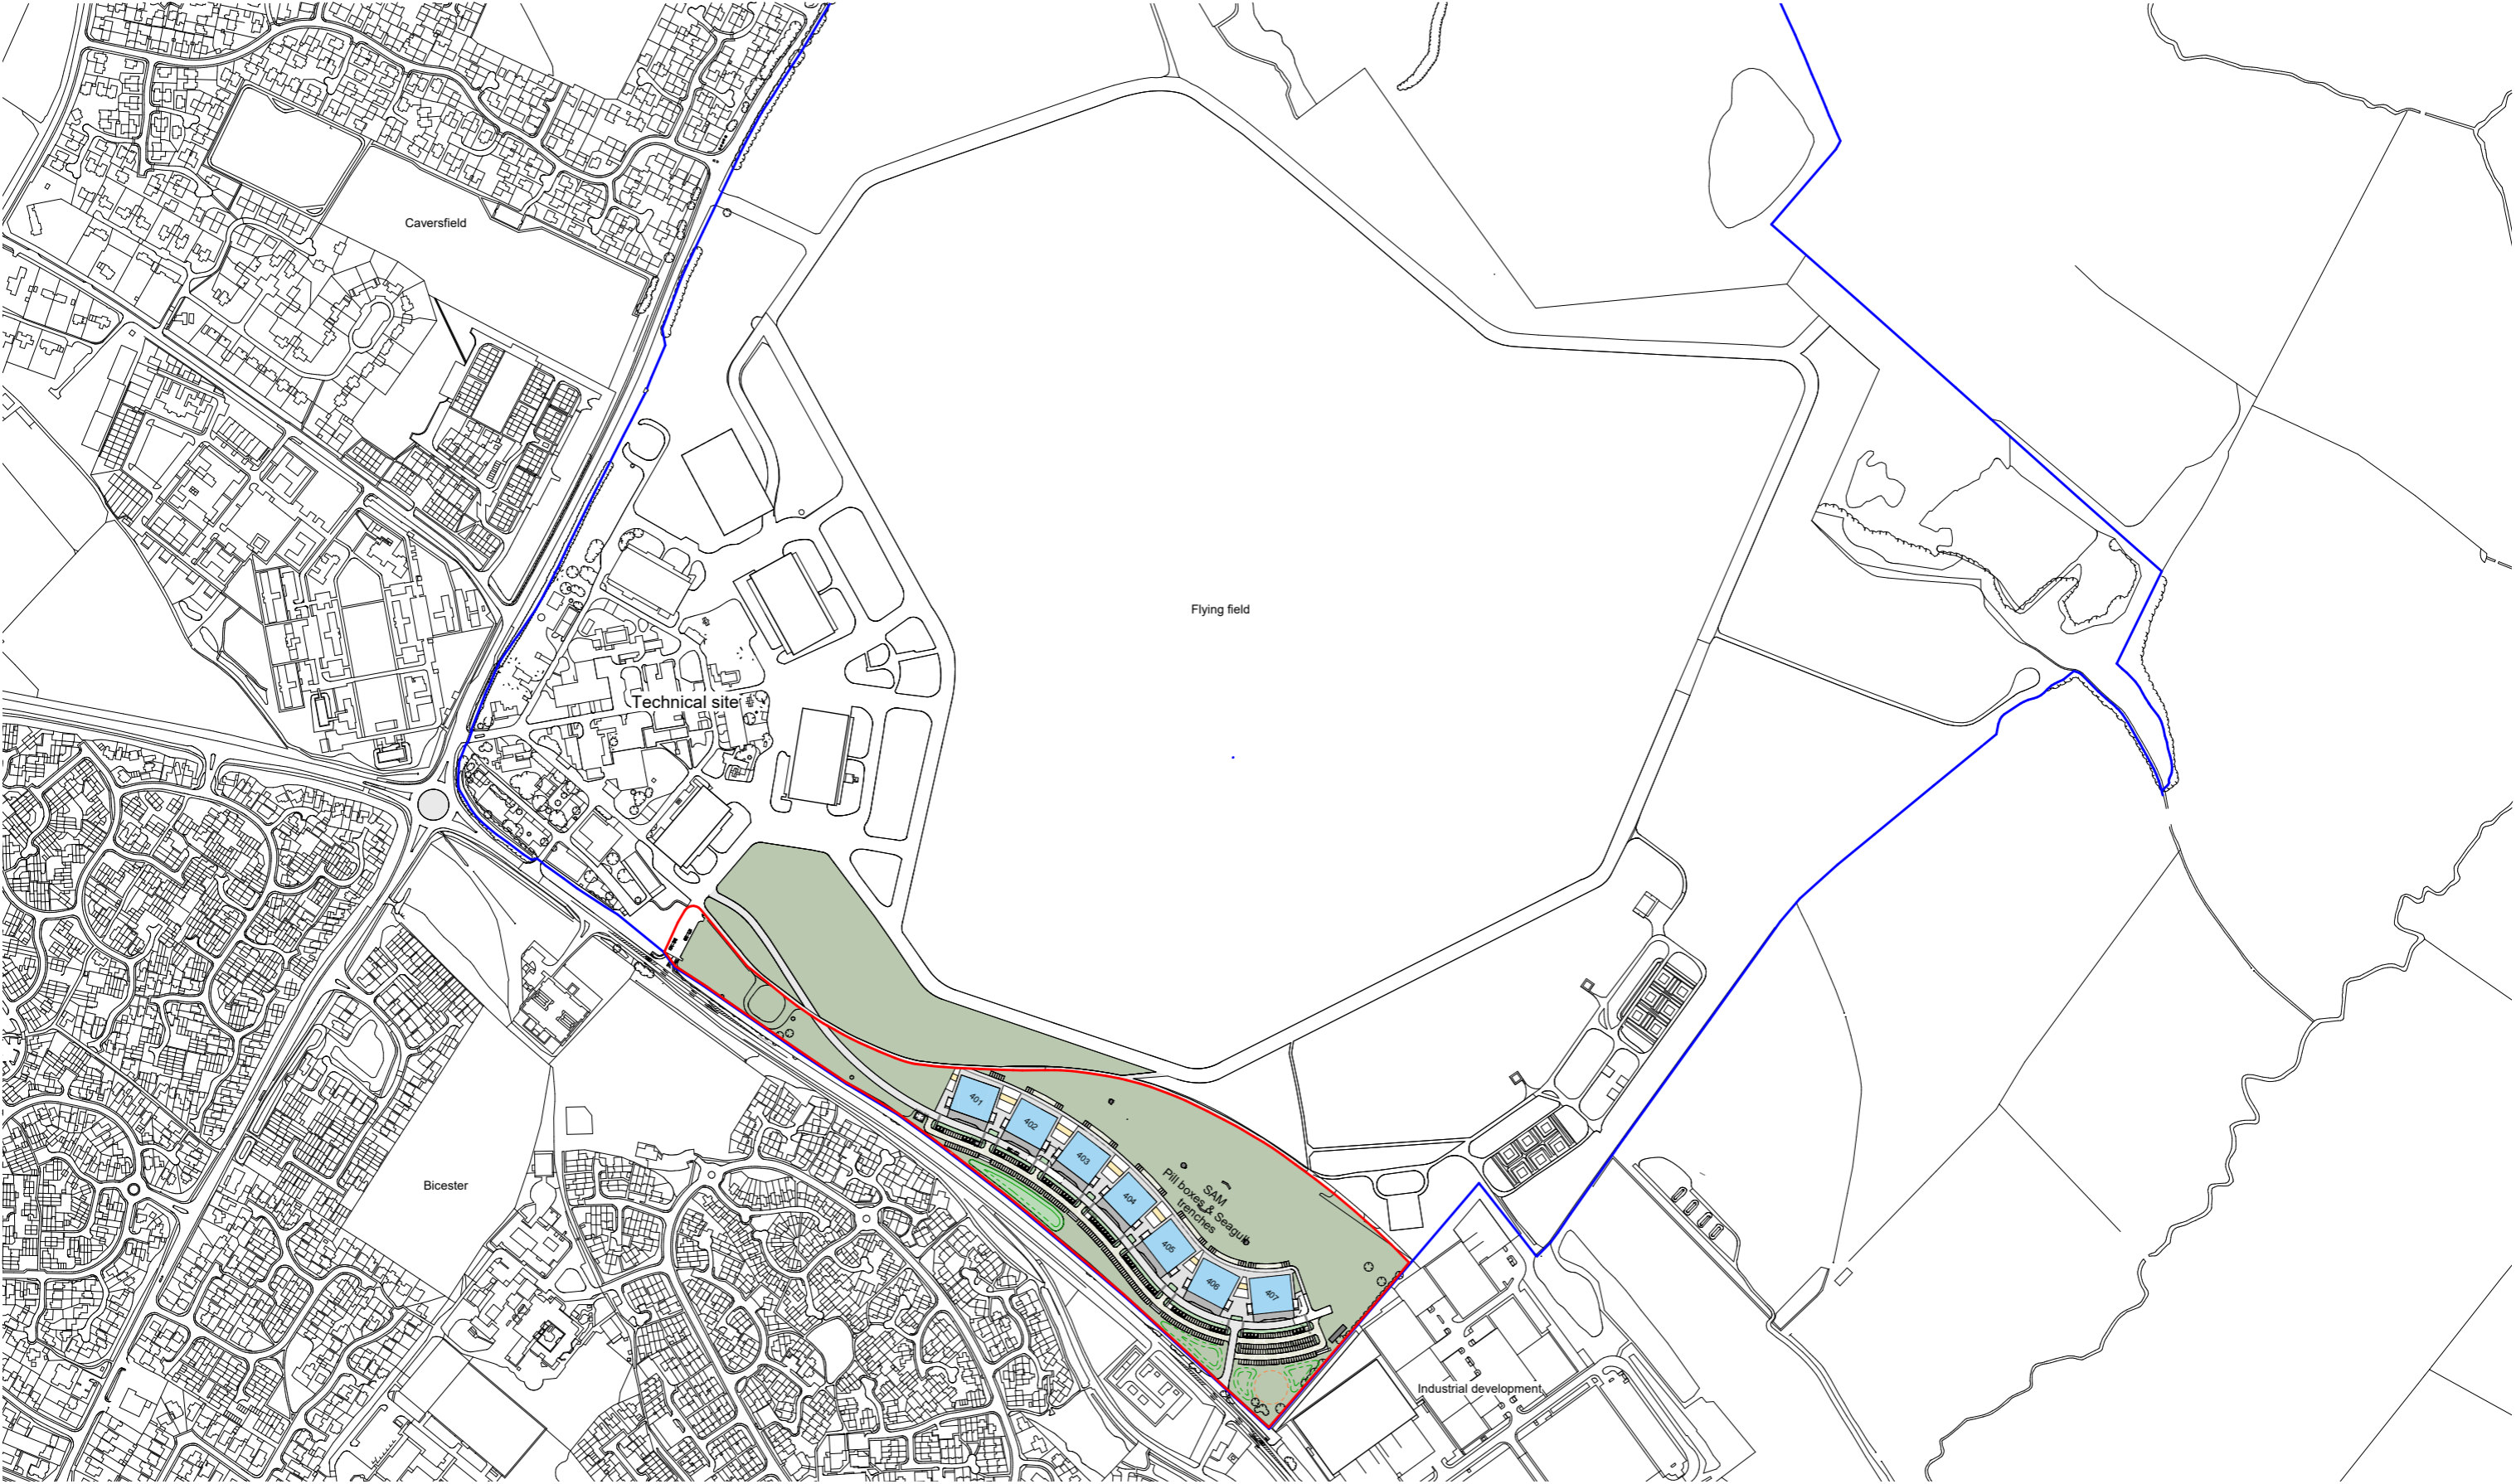 Caversfield
Flying field
Technical site
401
402
403
404
405
406
407
SAM
Pill boxes & Seagull
trenches
Bicester
Industrial development